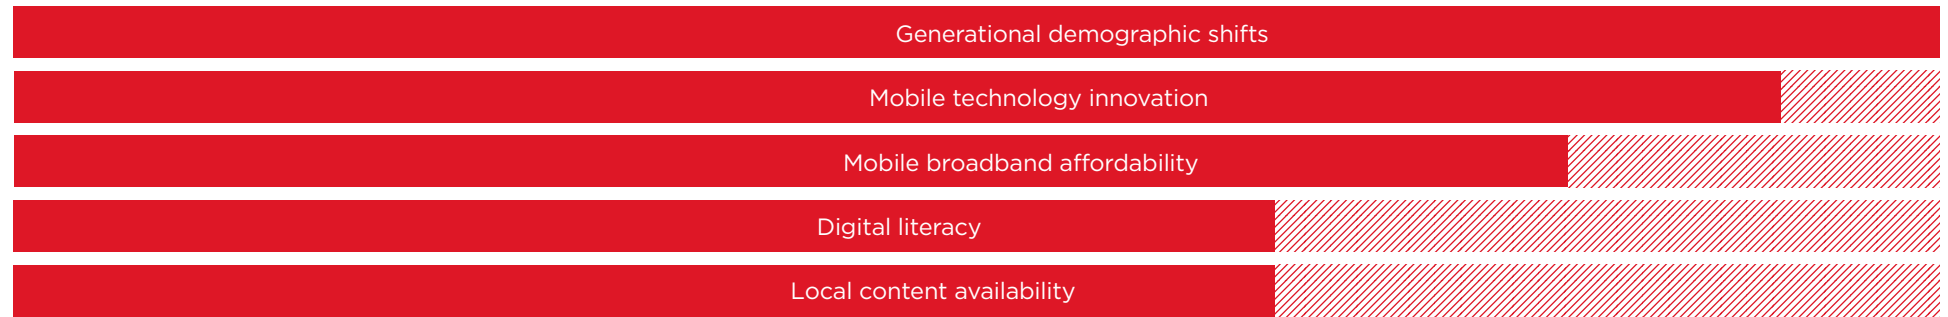 Generational demographic shifts
Mobile technology innovation
Mobile broadband affordability
Digital literacy
Local content availability